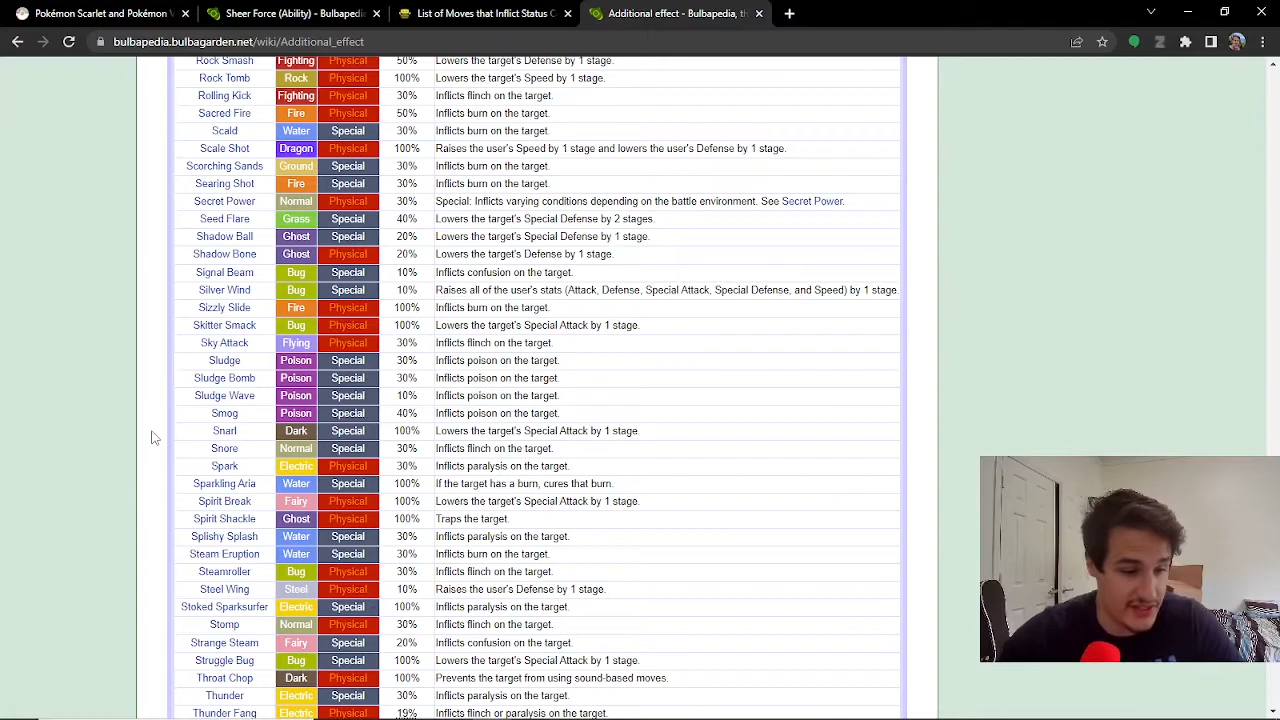 Pokémon Scarlet and Pokémon V
Sheer Force (Ability) - Bulbapedi
List of Moves that Inflict Status C
Additional effect - Bulbapedia, th
bulbapedia.bulbagarden.net/wiki/Additional_effect
Rock Smash Fighting Physical 50% Lowers the target's Defense by 1 stage.
Rock Tomb Rock Physical 100% Lowers the target's Speed by 1 stage.
Rolling Kick Fighting Physical 30% Inflicts flinch on the target.
Sacred Fire Fire Physical 50% Inflicts burn on the target.
Scald Water Special 30% Inflicts burn on the target.
Scale Shot Dragon Physical 100% Raises the user's Speed by 1 stage and lowers the user's Defense by 1 stage.
Scorching Sands Ground Special 30% Inflicts burn on the target.
Searing Shot Fire Special 30% Inflicts burn on the target.
Secret Power Normal Physical 30% Secret inflicts varying effects depending on the battle environment; see Secret Power.
Seed Flare Grass Special 40% Lowers the target's Special Defense by 2 stages.
Shadow Ball Ghost Special 20% Lowers the target's Special Defense by 1 stage.
Shadow Bone Ghost Physical 20% Lowers the target's Defense by 1 stage.
Signal Beam Bug Special 10% Inflicts confusion on the target.
Silver Wind Bug Special 10% Raises all of the user's stats (Attack, Defense, Special Attack, Special Defense, and Speed) by 1 stage.
Sizzly Slide Fire Physical 100% Inflicts burn on the target.
Skitter Smack Bug Physical 100% Lowers the target's Special Attack by 1 stage.
Sky Attack Flying Physical 30% Inflicts flinch on the target.
Sludge Poison Special 30% Inflicts poison on the target.
Sludge Bomb Poison Special 30% Inflicts poison on the target.
Sludge Wave Poison Special 10% Inflicts poison on the target.
Smog Poison Special 40% Inflicts poison on the target.
Snarl Dark Special 100% Lowers the target's Special Attack by 1 stage.
Snore Normal Special 30% Inflicts flinch on the target.
Spark Electric Physical 30% Inflicts paralysis on the target.
Sparkling Aria Water Special 100% If the target has a burn, cures that burn.
Spirit Break Fairy Physical 100% Lowers the target's Special Attack by 1 stage.
Spirit Shackle Ghost Physical 100% Traps the target.
Splishy Splash Water Special 30% Inflicts paralysis on the target.
Steam Eruption Water Special 30% Inflicts burn on the target.
Steamroller Bug Physical 30% Inflicts flinch on the target.
Steel Wing Steel Physical 10% Raises the user's Defense by 1 stage.
Stoked Sparksurfer Electric Special 100% Inflicts paralysis on the target.
Stomp Normal Physical 30% Inflicts flinch on the target.
Strange Steam Fairy Special 20% Inflicts confusion on the target.
Struggle Bug Bug Special 100% Lowers the target's Special Attack by 1 stage.
Throat Chop Dark Physical 100% Prevents the target from using sound-based moves.
Thunder Electric Special 30% Inflicts paralysis on the target.
Thunder Fang Electric Physical 19% Inflicts flinch or paralysis on the target.